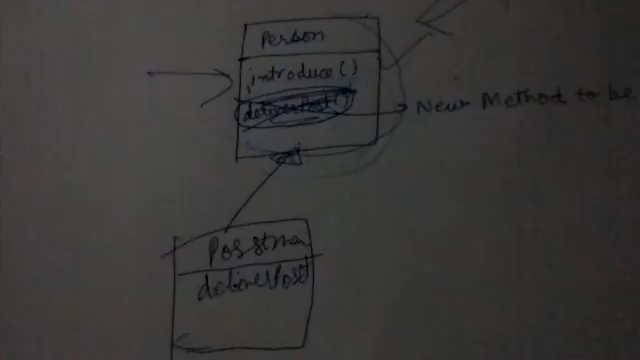 Person
introduce()
deliverPost()
New Method to be
Postman
deliverPost